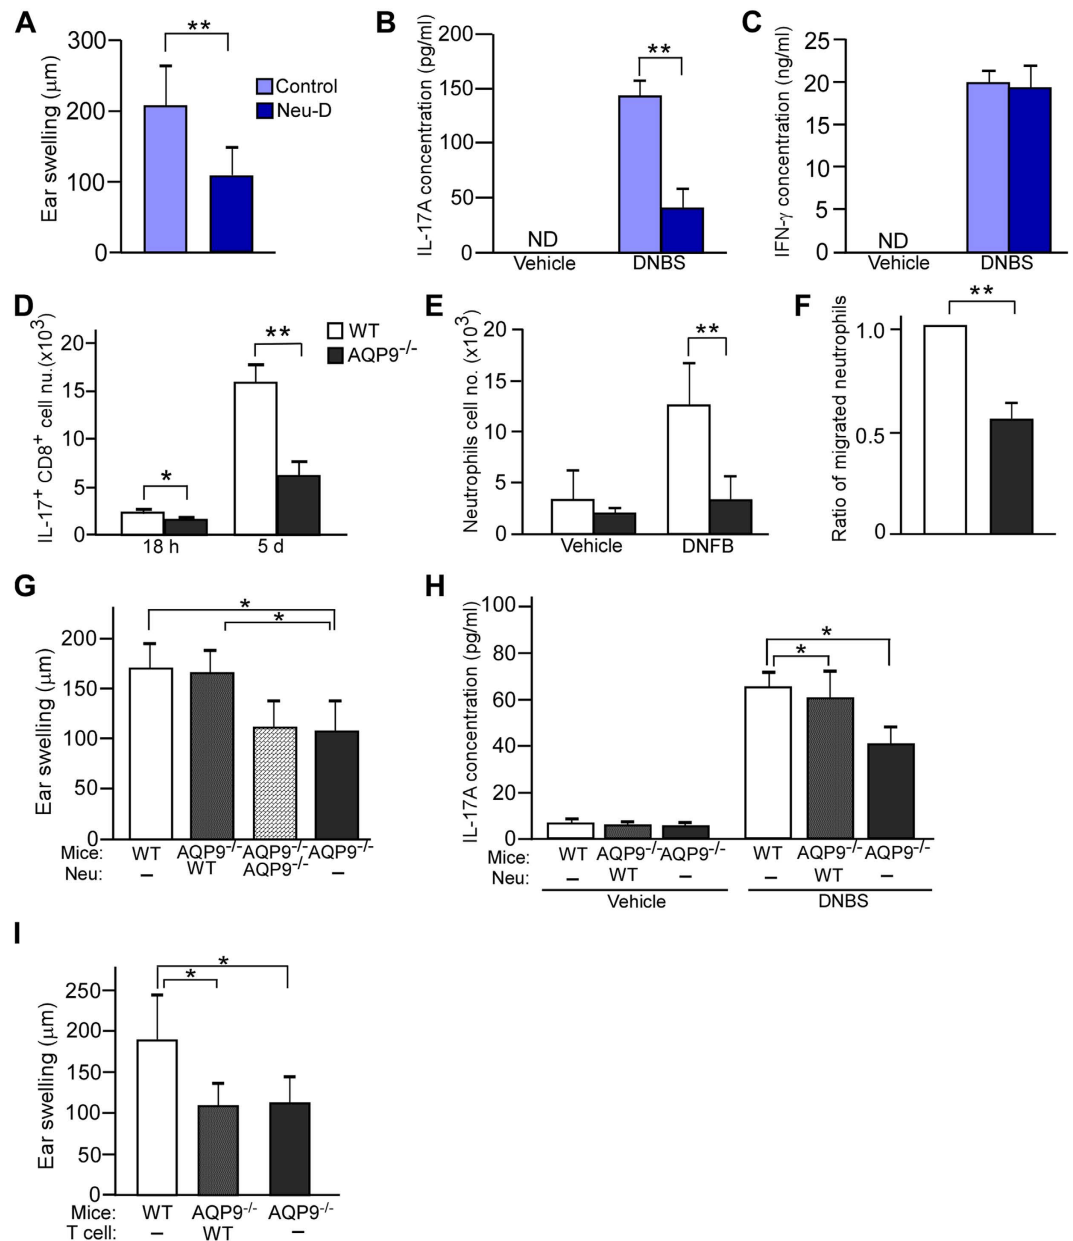 A
Ear swelling (μm)
300
200
100
0
**
Control
Neu-D
B
IL-17A concentration (pg/ml)
200
150
100
50
0
**
ND
Vehicle
DNBS
C
IFN-γ concentration (ng/ml)
25
20
15
10
5
0
ND
Vehicle
DNBS
D
IL-17+ CD8+ cell nu.(x10³)
20
15
10
5
0
*
**
18 h
5 d
WT
AQP9-/-
E
Neutrophils cell no. (x10³)
20
15
10
5
0
**
Vehicle
DNFB
F
Ratio of migrated neutrophils
1.0
0.5
0
**
G
Ear swelling (μm)
200
150
100
50
0
*
*
Mice: WT AQP9-/- AQP9-/- AQP9-/-
Neu: – WT AQP9-/- –
H
IL-17A concentration (pg/ml)
100
80
60
40
20
0
*
*
Mice: WT AQP9-/- AQP9-/- WT AQP9-/- AQP9-/-
Neu: – WT – – WT –
Vehicle DNBS
I
Ear swelling (μm)
250
200
150
100
50
0
*
*
Mice: WT AQP9-/- AQP9-/-
T cell: – WT –